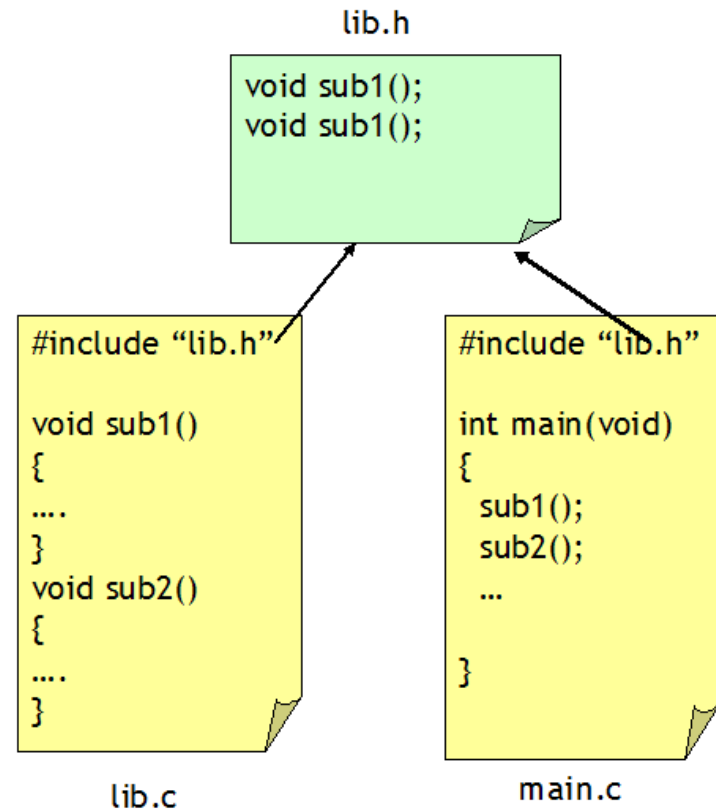 lib.h
void sub1();
void sub1();
#include “lib.h”
void sub1()
{
....
}
void sub2()
{
....
}
lib.c
#include “lib.h”
int main(void)
{
sub1();
sub2();
...
}
main.c